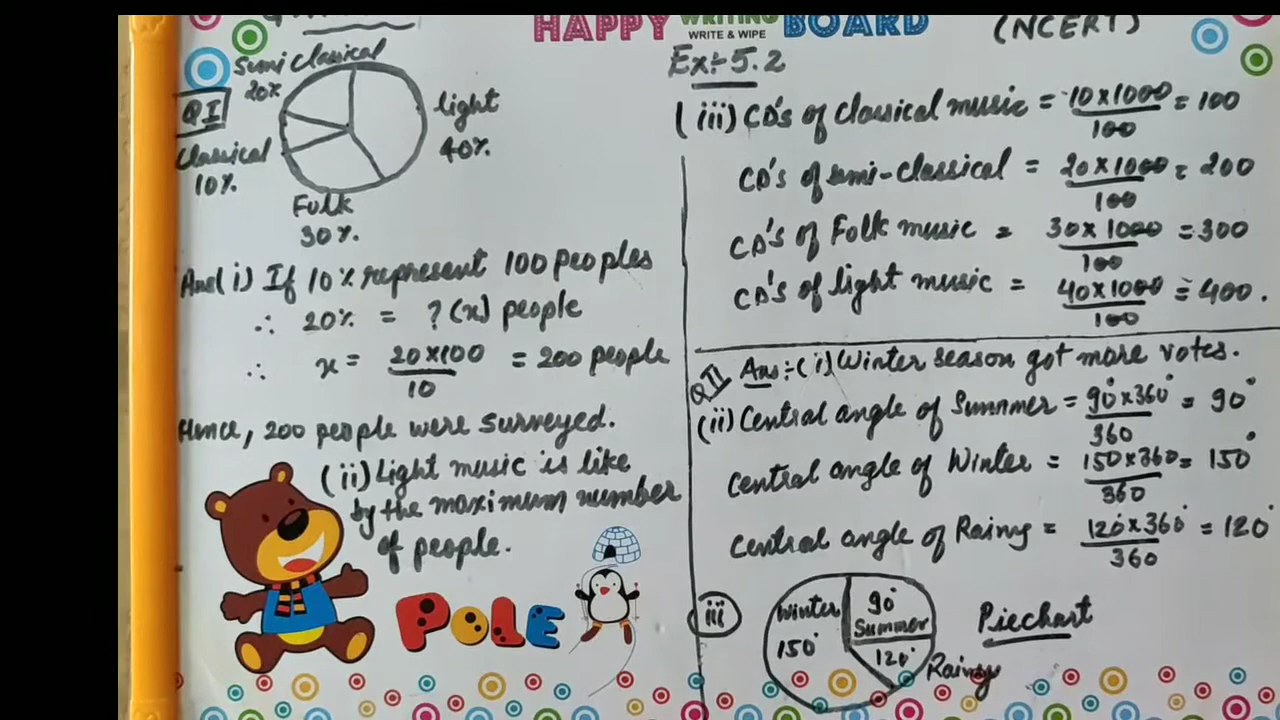 HAPPY WRITING BOARD
WRITE & WIPE
(NCERT)
Semi Classical
20%
QI
light
40%.
Classical
10%.
Folk
30%.
Ans(i) If 10% represent 100 peoples
∴ 20% = ?(x) people
∴ x = 20×100/10 = 200 people
Hence, 200 people were surveyed.
(ii) Light music is like
by the maximum number
of people.
POLE
Ex:-5.2
(iii) CD's of Classical music = 10×1000/100 = 100
CD's of semi-classical = 20×1000/100 = 200
CD's of Folk music = 30×1000/100 = 300
CD's of light music = 40×1000/100 = 400.
QII Ans:-(i) Winter season got more votes.
(ii) Central angle of Summer = 90°×360°/360 = 90°
Central angle of Winter = 150×360/360 = 150°
Central angle of Rainy = 120×360°/360 = 120°
iii
Winter
150°
90°
Summer
120°
Rainy
Piechart